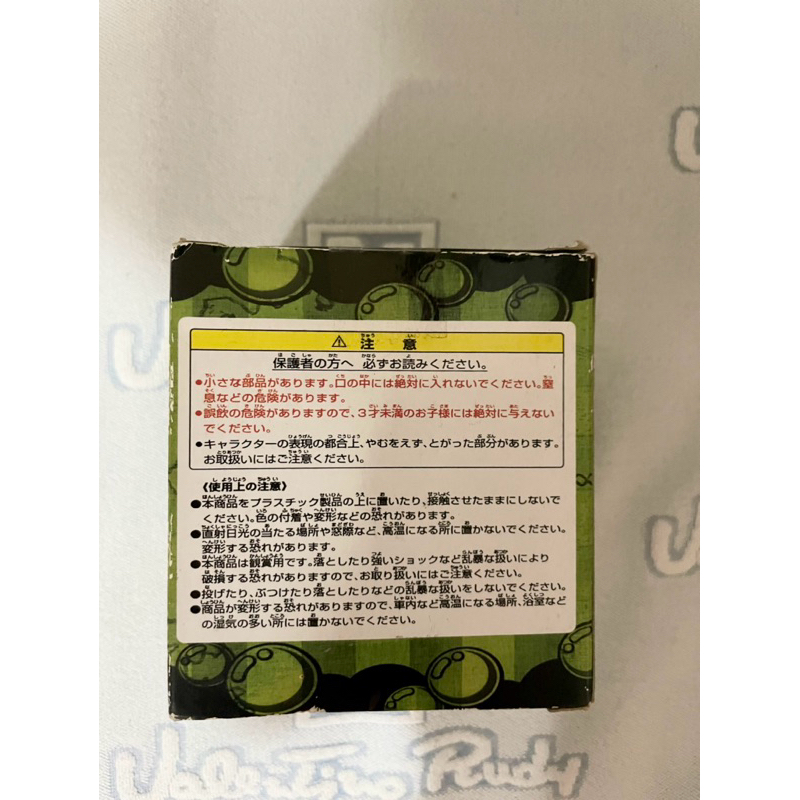 ⚠ 注意
保護者の方へ 必ずお読みください。
●小さな部品があります。口の中には絶対に入れないでください。窒
息などの危険があります。
●誤飲の危険がありますので、3才未満のお子様には絶対に与えない
でください。
●キャラクターの表現の都合上、やむをえず、とがった部分があります。
お取扱いにはご注意ください。
《使用上の注意》
●本商品をプラスチック製品の上に置いたり、接触させたままにしないで
ください。色の付着や変形などの恐れがあります。
●直射日光の当たる場所や窓際など、高温になる所に置かないでください。
変形する恐れがあります。
●本商品は観賞用です。落としたり強いショックなど乱暴な扱いにより
破損する恐れがありますので、お取り扱いにはご注意ください。
●投げたり、ぶつけたり落としたりなどの乱暴な扱いをしないでください。
●商品が変形する恐れがありますので、車内など高温になる場所、浴室など
の湿気の多い所には置かないでください。
Valentino Rudy